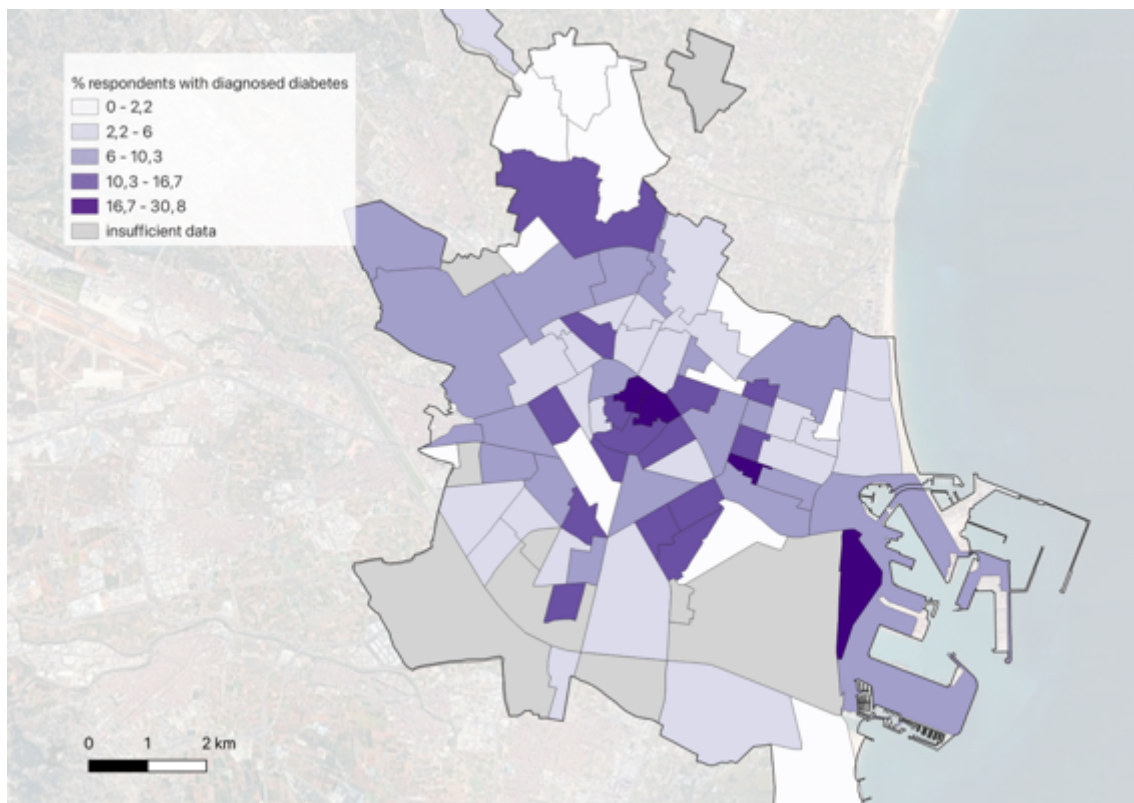 % respondents with diagnosed diabetes
0 - 2,2
2,2 - 6
6 - 10,3
10,3 - 16,7
16,7 - 30,8
insufficient data
0 1 2 km